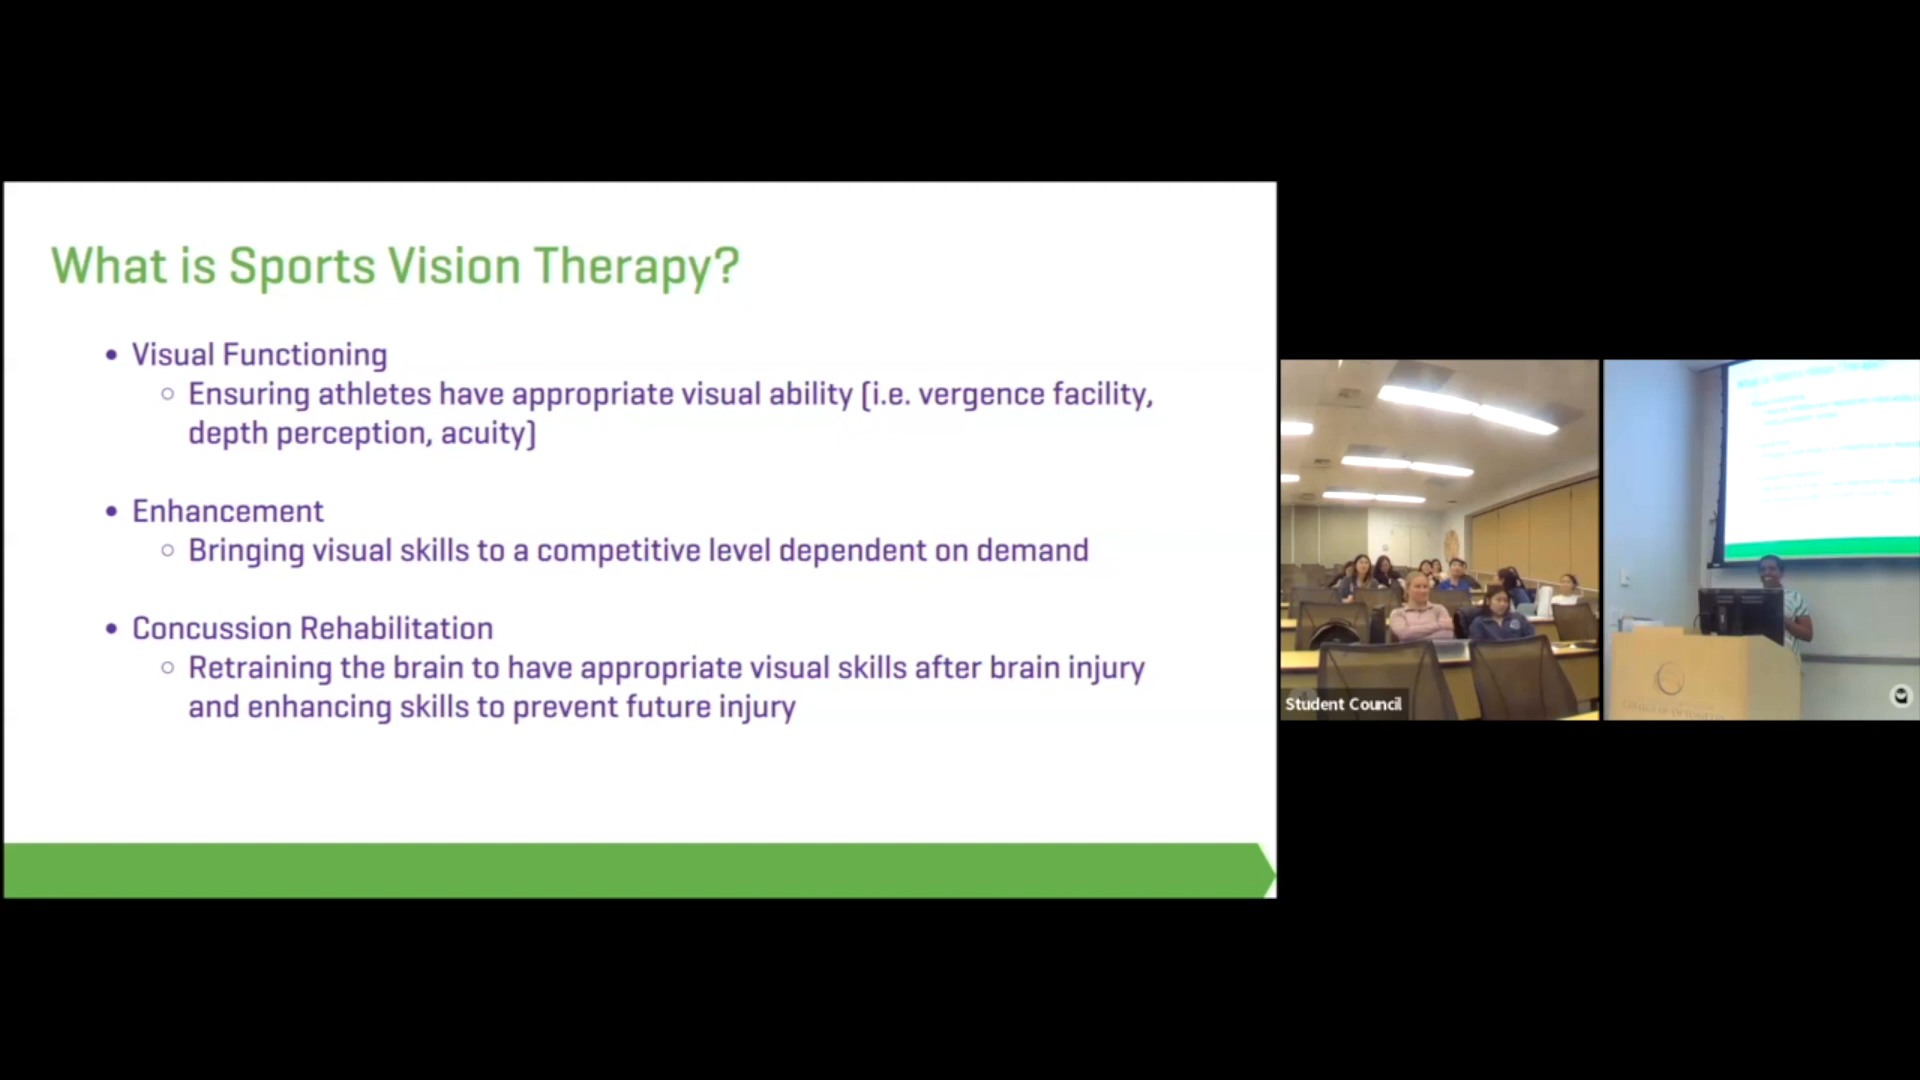 What is Sports Vision Therapy?
• Visual Functioning
○ Ensuring athletes have appropriate visual ability (i.e. vergence facility,
depth perception, acuity)
• Enhancement
○ Bringing visual skills to a competitive level dependent on demand
• Concussion Rehabilitation
○ Retraining the brain to have appropriate visual skills after brain injury
and enhancing skills to prevent future injury
Student Council